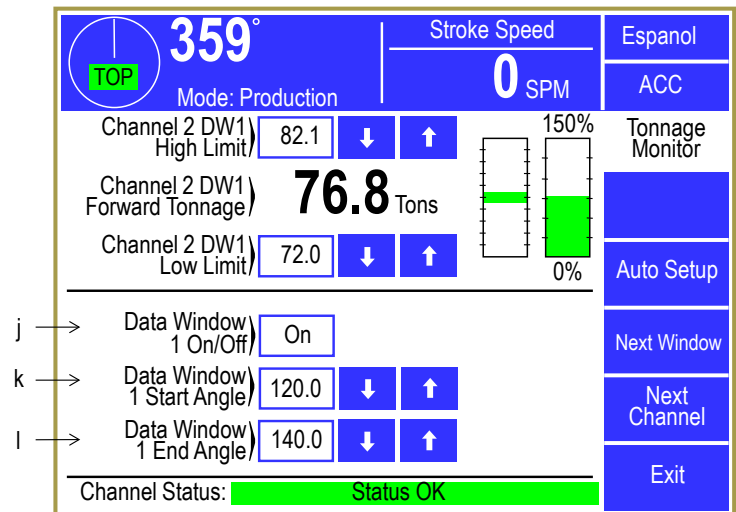 359°
TOP
Mode: Production
Stroke Speed
0 SPM
Espanol
ACC
Channel 2 DW1
High Limit
82.1
150%
Tonnage
Monitor
Channel 2 DW1
Forward Tonnage
76.8 Tons
Channel 2 DW1
Low Limit
72.0
0%
Auto Setup
j
Data Window
1 On/Off
On
Next Window
k
Data Window
1 Start Angle
120.0
Next
Channel
l
Data Window
1 End Angle
140.0
Exit
Channel Status:
Status OK